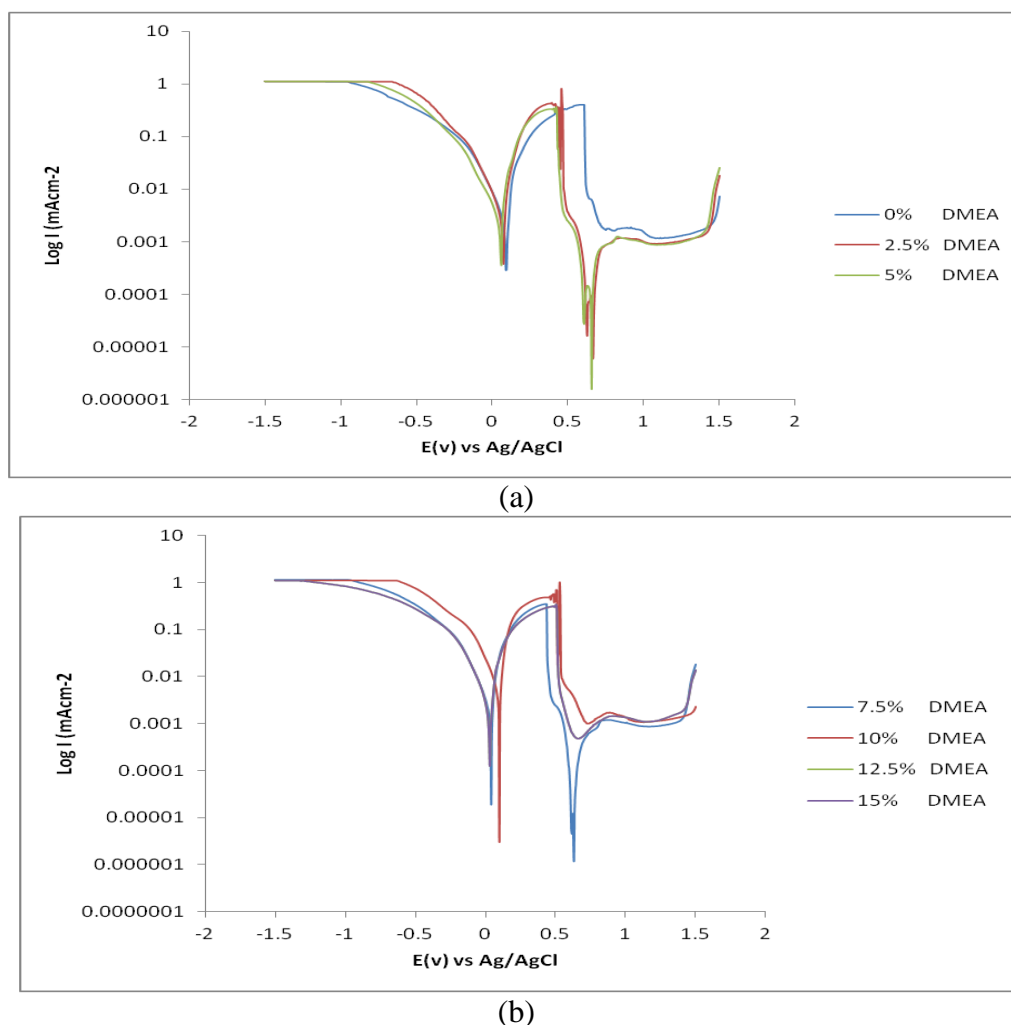 10
1
0.1
0.01
0.001
0.0001
0.00001
0.000001
Log I (mAcm-2
-2 -1.5 -1 -0.5 0 0.5 1 1.5 2
E(v) vs Ag/AgCl
0% DMEA
2.5% DMEA
5% DMEA
(a)
10
1
0.1
0.01
0.001
0.0001
0.00001
0.000001
0.0000001
Log I (mAcm-2
-2 -1.5 -1 -0.5 0 0.5 1 1.5 2
E(v) vs Ag/AgCl
7.5% DMEA
10% DMEA
12.5% DMEA
15% DMEA
(b)